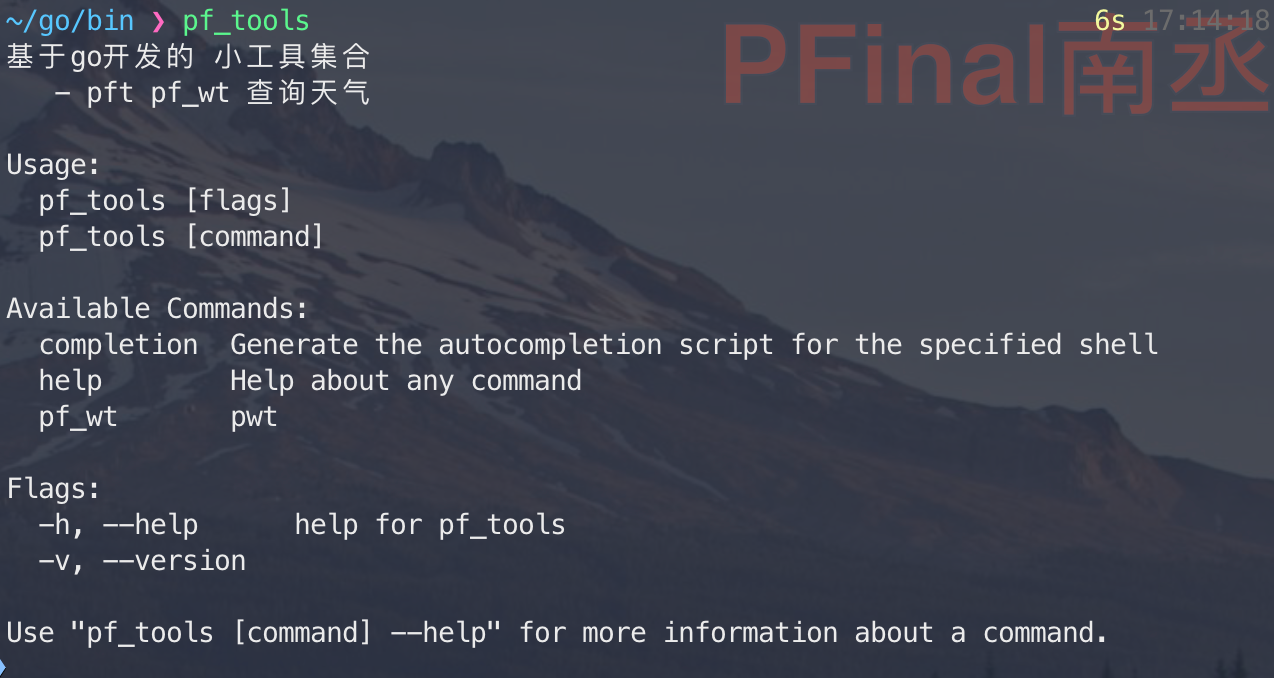 ~/go/bin ❯ pf_tools 6s 17:14:18
PFinal南丞
基于go开发的 小工具集合
   - pft pf_wt 查询天气
Usage:
  pf_tools [flags]
  pf_tools [command]
Available Commands:
  completion  Generate the autocompletion script for the specified shell
  help        Help about any command
  pf_wt       pwt
Flags:
  -h, --help      help for pf_tools
  -v, --version
Use "pf_tools [command] --help" for more information about a command.